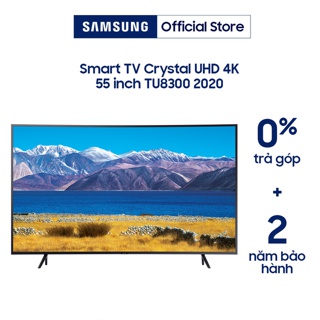 SAMSUNG Official Store
Smart TV Crystal UHD 4K
55 inch TU8300 2020
0%
trả góp
+
2
năm bảo
hành